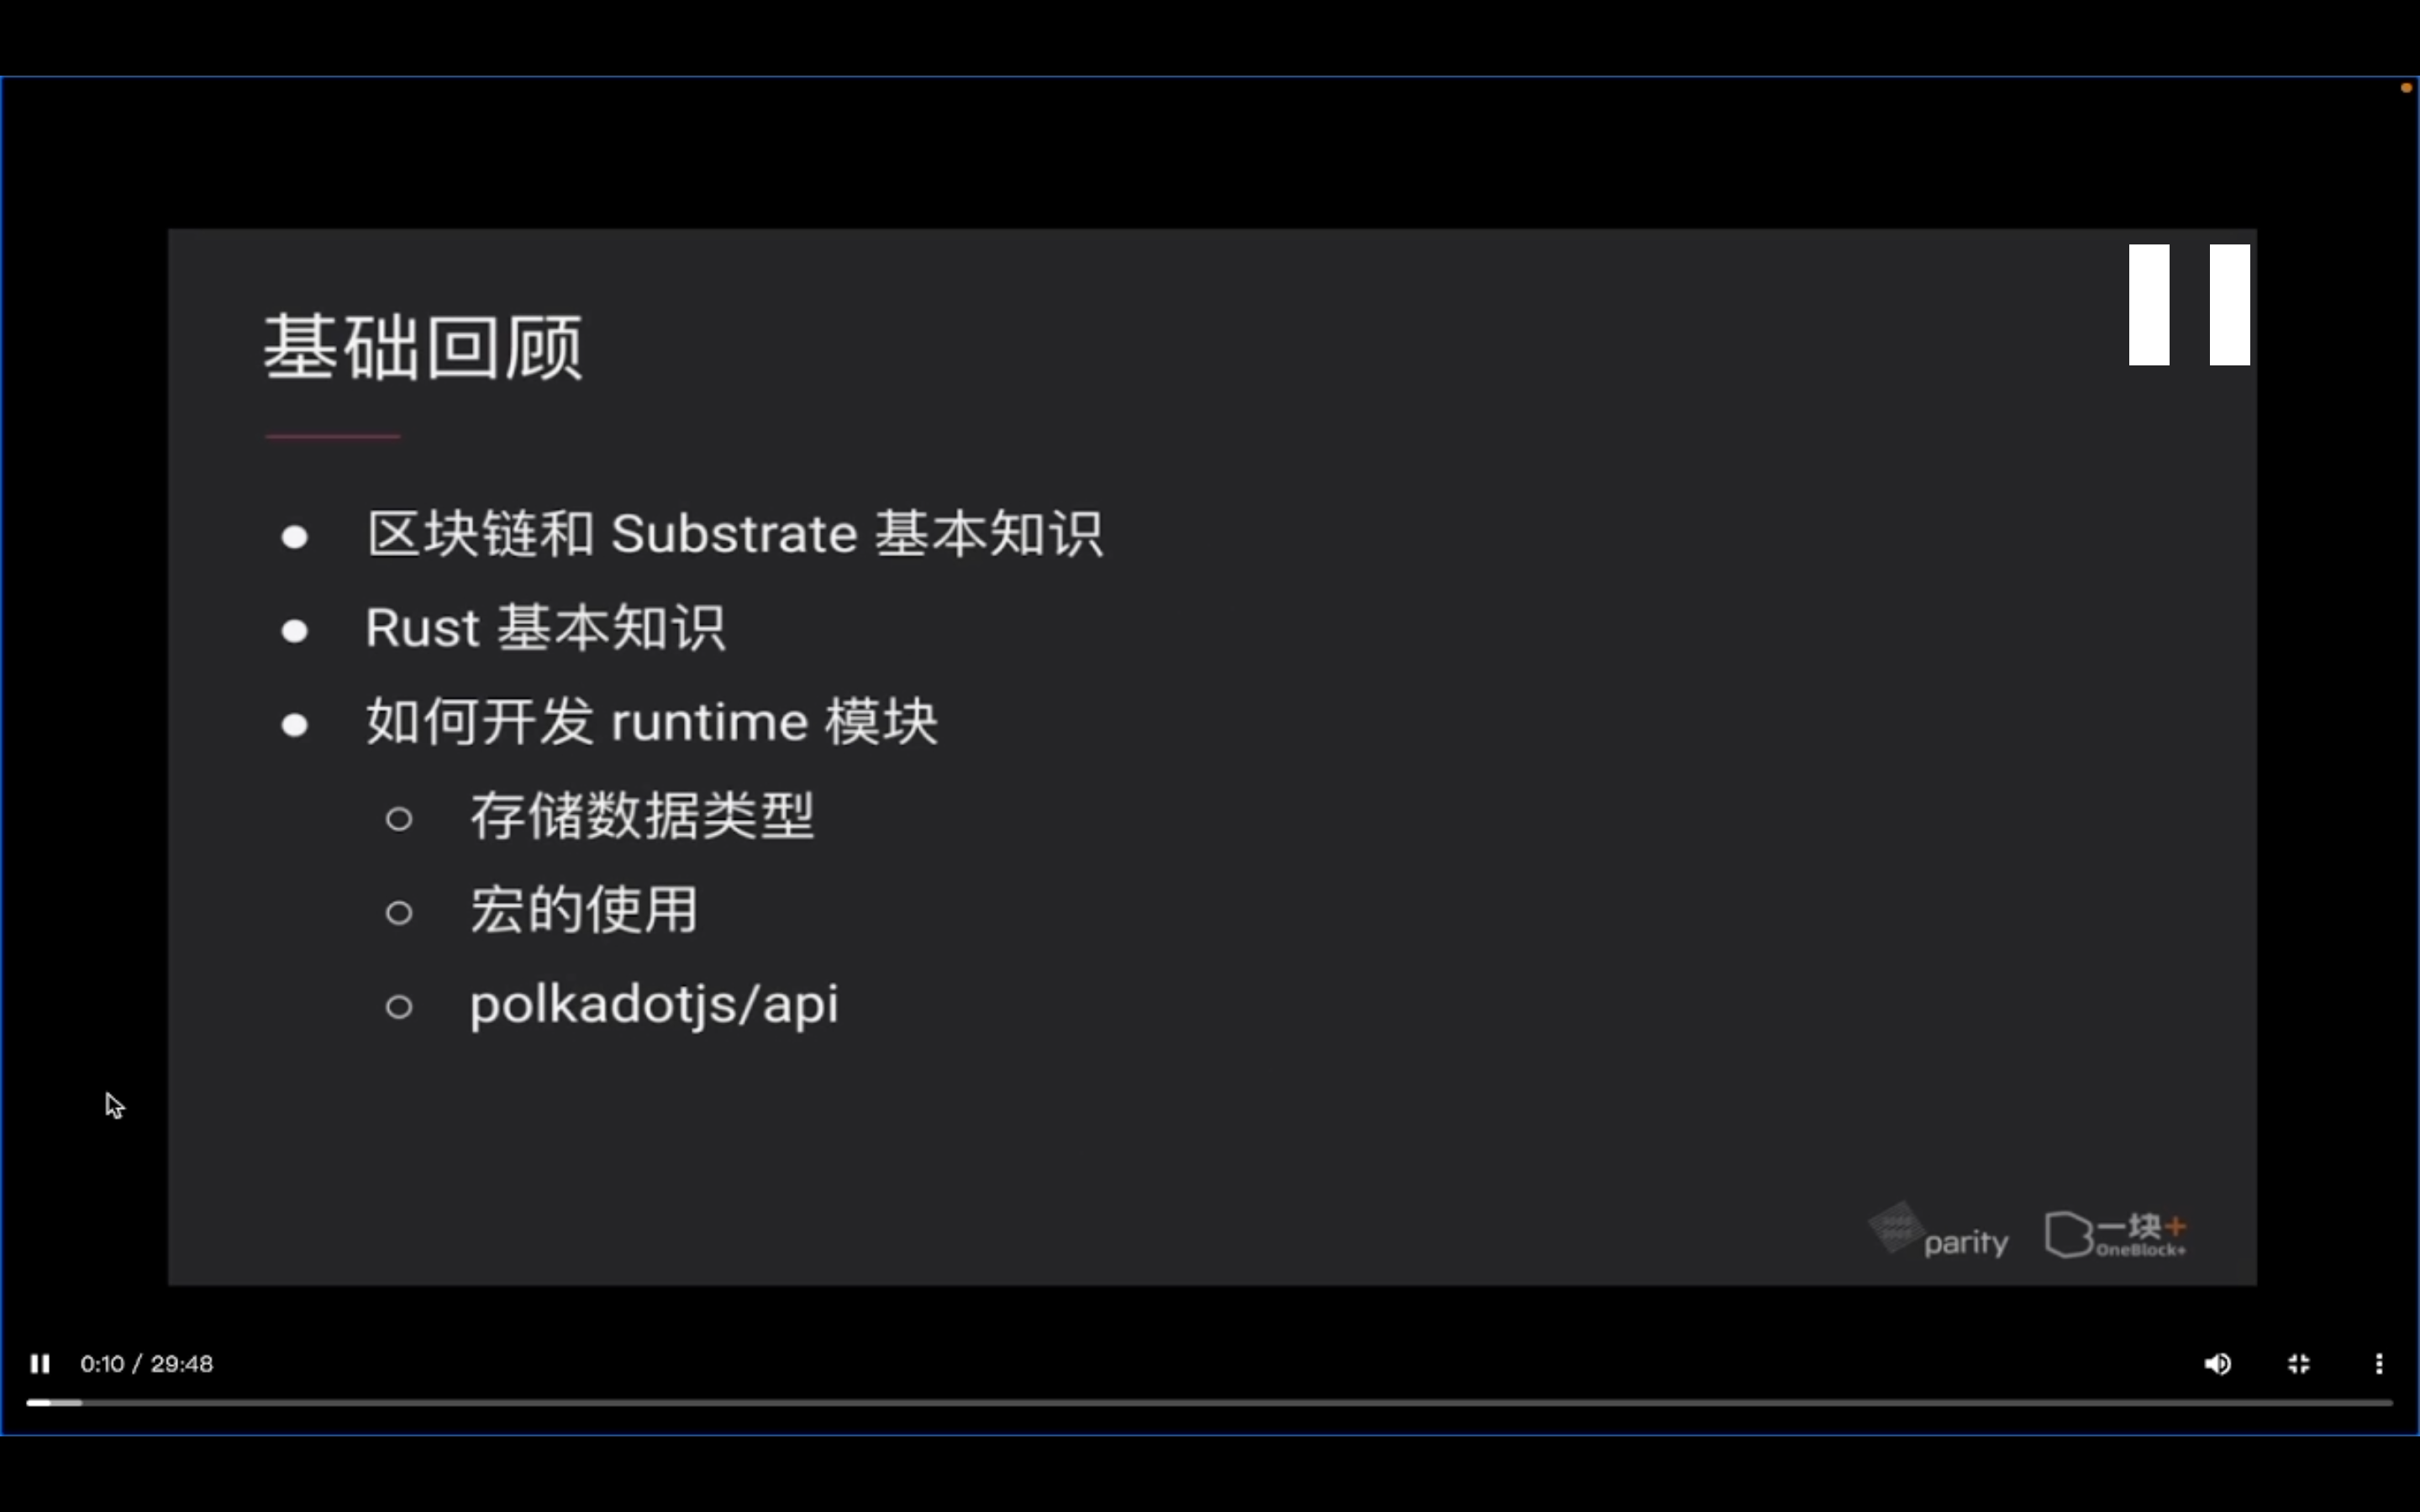 基础回顾
区块链和 Substrate 基本知识
Rust 基本知识
如何开发 runtime 模块
存储数据类型
宏的使用
polkadotjs/api
parity
一块+
OneBlock+
0:10 / 29:48